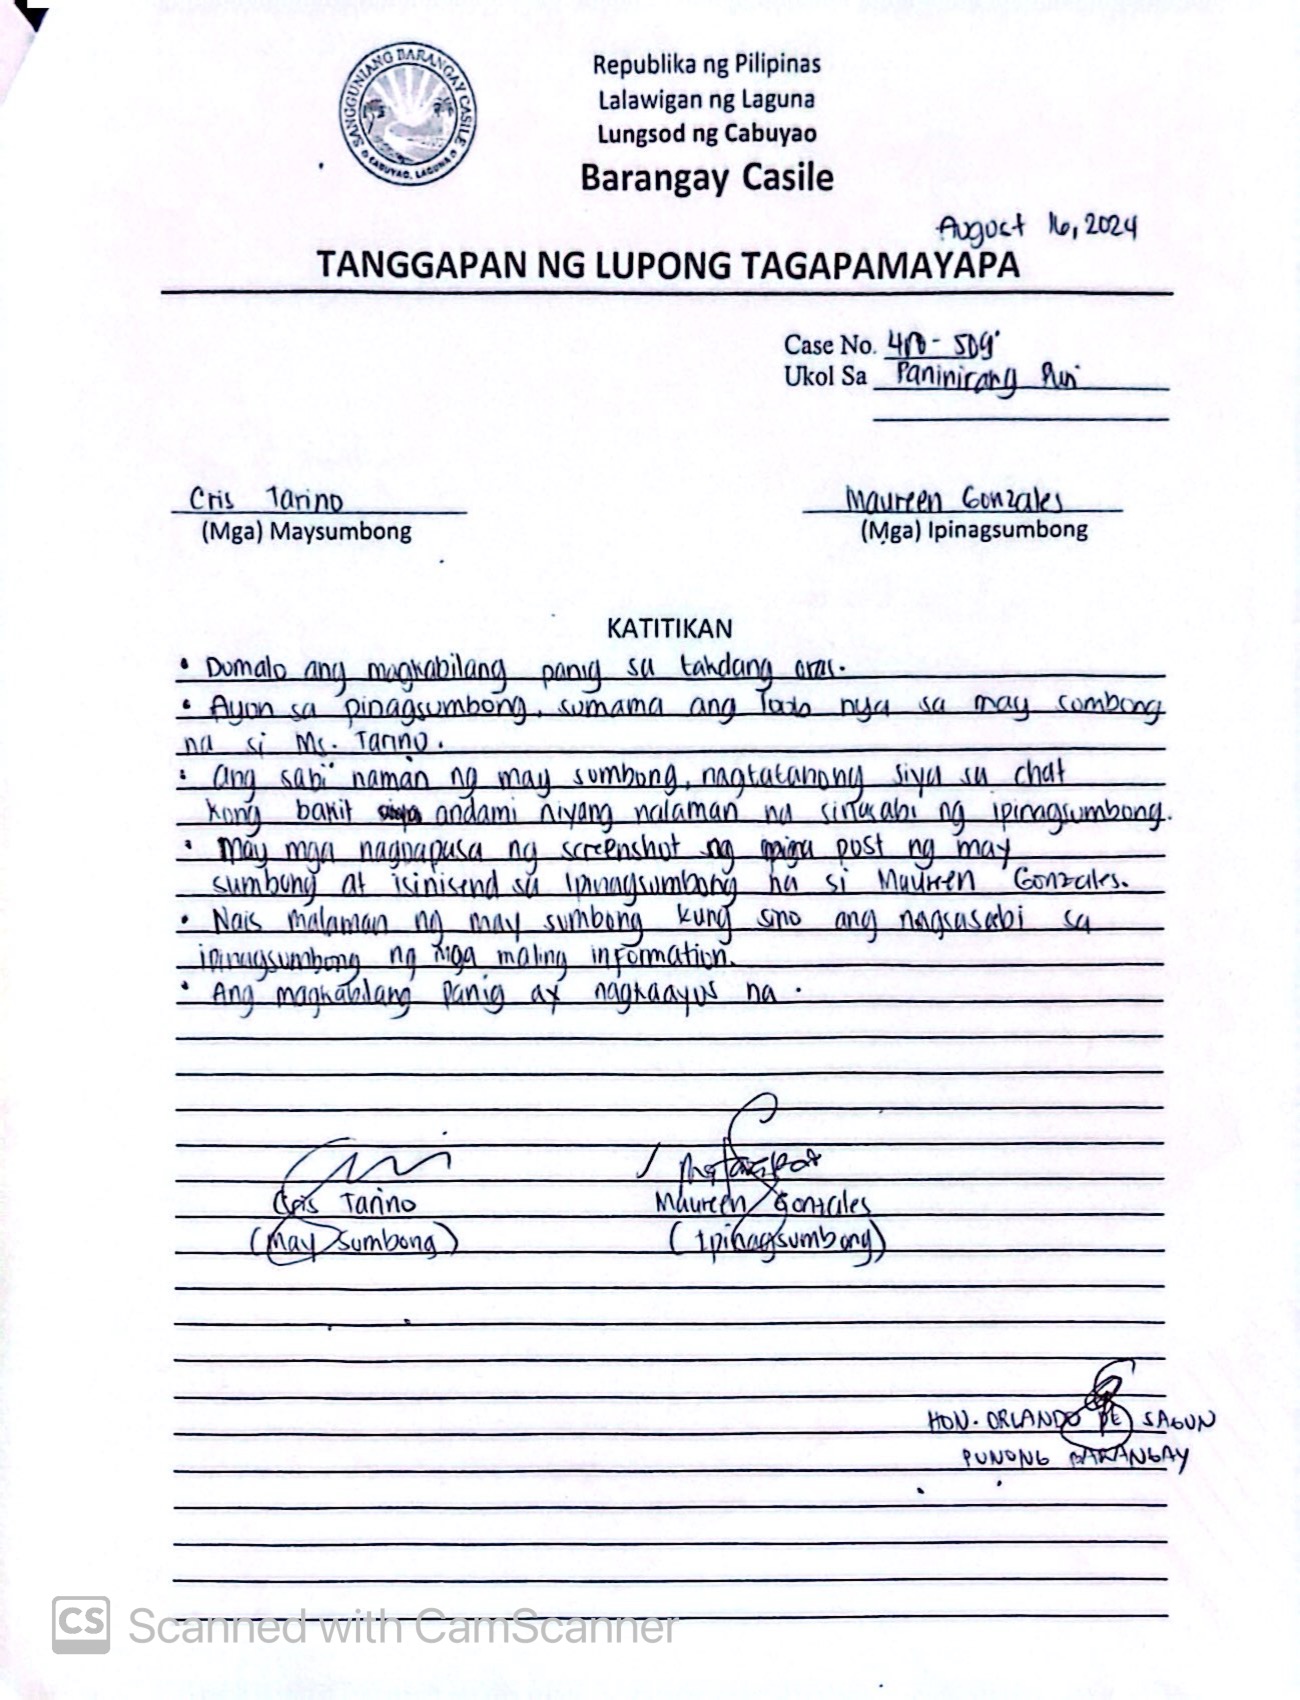 SANGGUNIANG BARANGAY CASILE
CABUYAO, LAGUNA
Republika ng Pilipinas
Lalawigan ng Laguna
Lungsod ng Cabuyao
Barangay Casile
August 16, 2024
TANGGAPAN NG LUPONG TAGAPAMAYAPA
Case No.
Ukol Sa Paninirang Puri
Cris Tarino
(Mga) Maysumbong
Maureen Gonzales
(Mga) Ipinagsumbong
KATITIKAN
• Dumalo ang magkabilang panig sa takdang oras.
• Ayon sa pinagsumbong, sumama ang loob nya sa may sumbong
na si Ms. Tarino.
• Ang sabi naman ng may sumbong, nagtatanong siya sa chat
kong bakit andami niyang nalaman na sinasabi ng ipinagsumbong.
• May mga nagpapasa ng screenshot ng mga post ng may
sumbong at isinisend sa ipinagsumbong na si Maureen Gonzales.
• Nais malaman ng may sumbong kung sino ang nagsasabi sa
ipinagsumbong ng mga maling information.
• Ang magkabilang panig ay nagkaayos na.
Cris Tarino
(May sumbong)
Maureen Gonzales
(Ipinagsumbong)
HON. ORLANDO DE SAGUN
PUNONG BARANGAY
CS Scanned with CamScanner